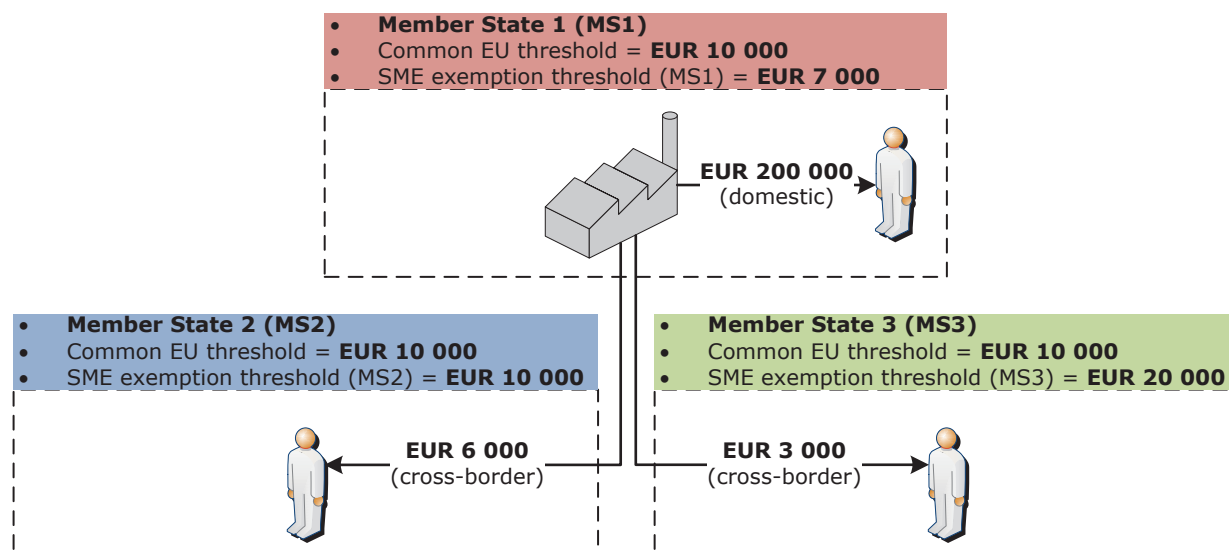 • Member State 1 (MS1)
• Common EU threshold = EUR 10 000
• SME exemption threshold (MS1) = EUR 7 000
EUR 200 000
(domestic)
• Member State 2 (MS2)
• Common EU threshold = EUR 10 000
• SME exemption threshold (MS2) = EUR 10 000
• Member State 3 (MS3)
• Common EU threshold = EUR 10 000
• SME exemption threshold (MS3) = EUR 20 000
EUR 6 000
(cross-border)
EUR 3 000
(cross-border)